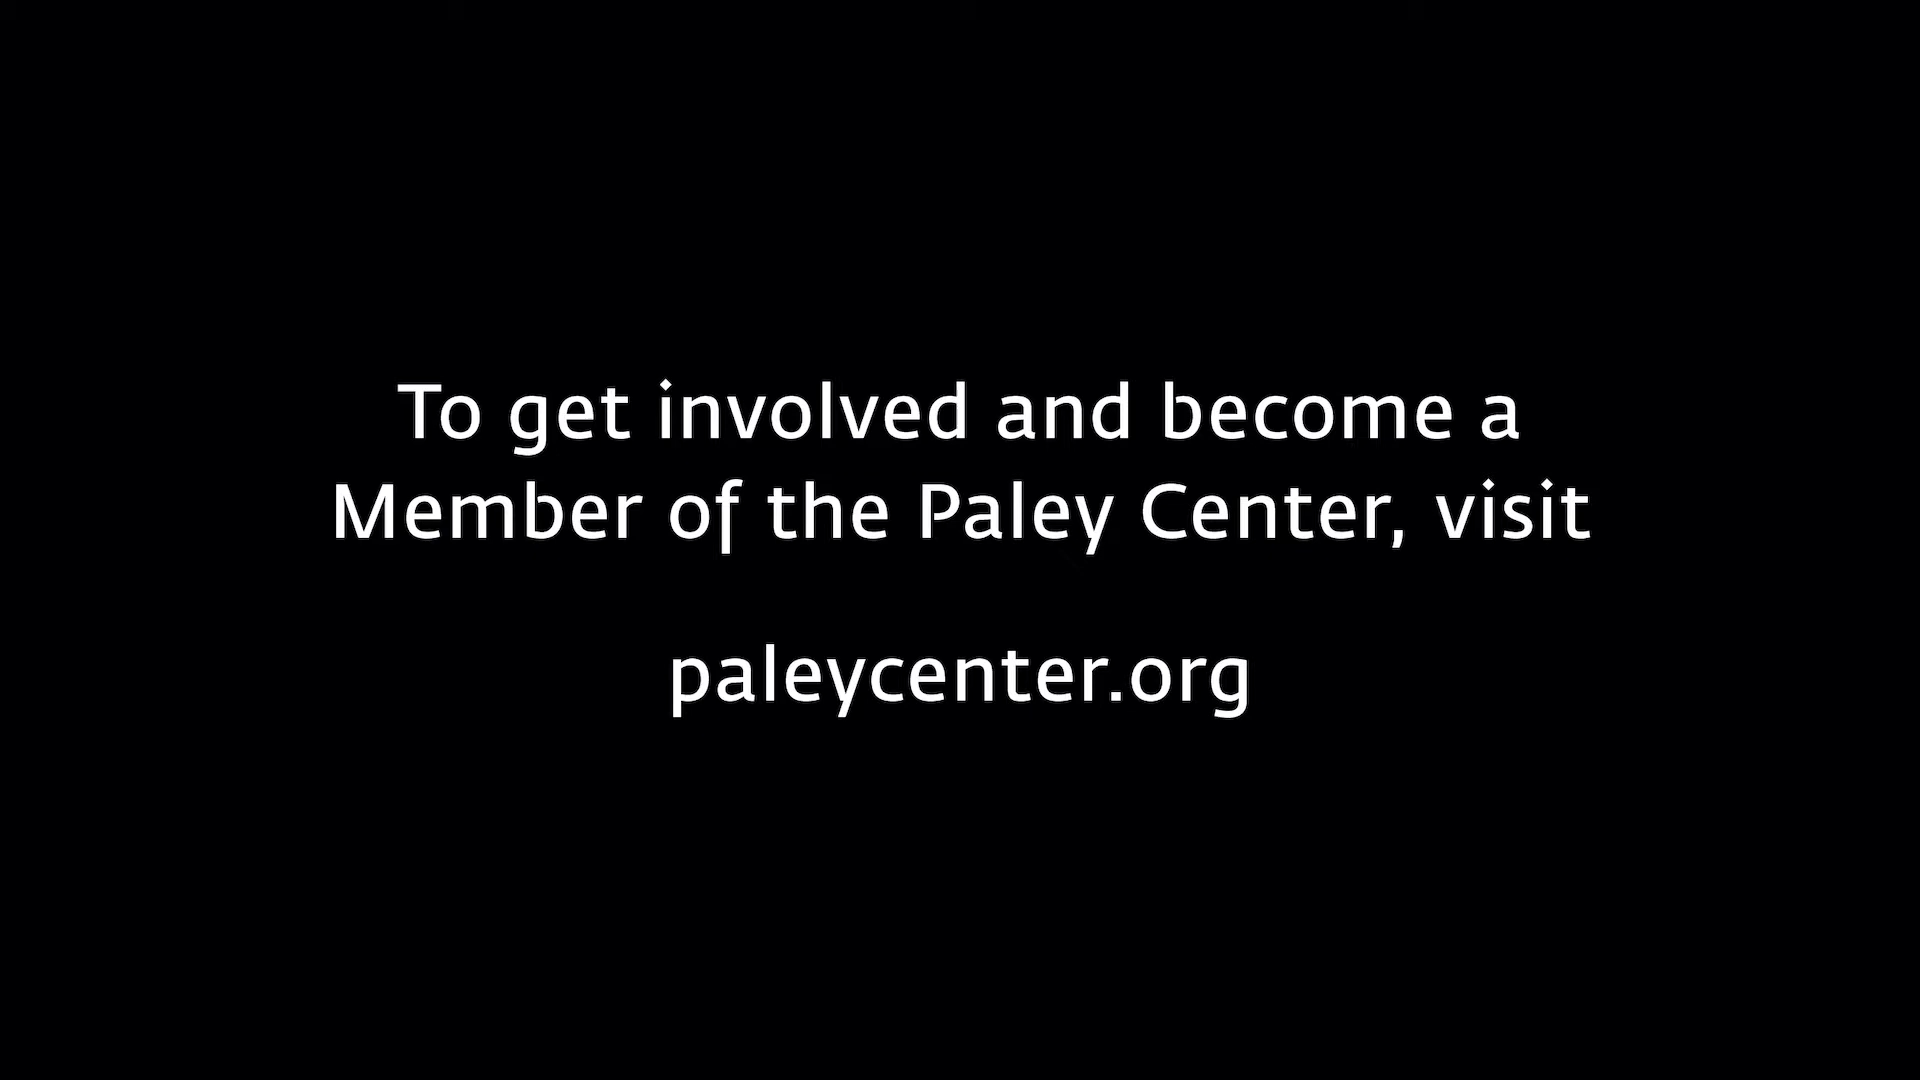 To get involved and become a
Member of the Paley Center, visit
paleycenter.org